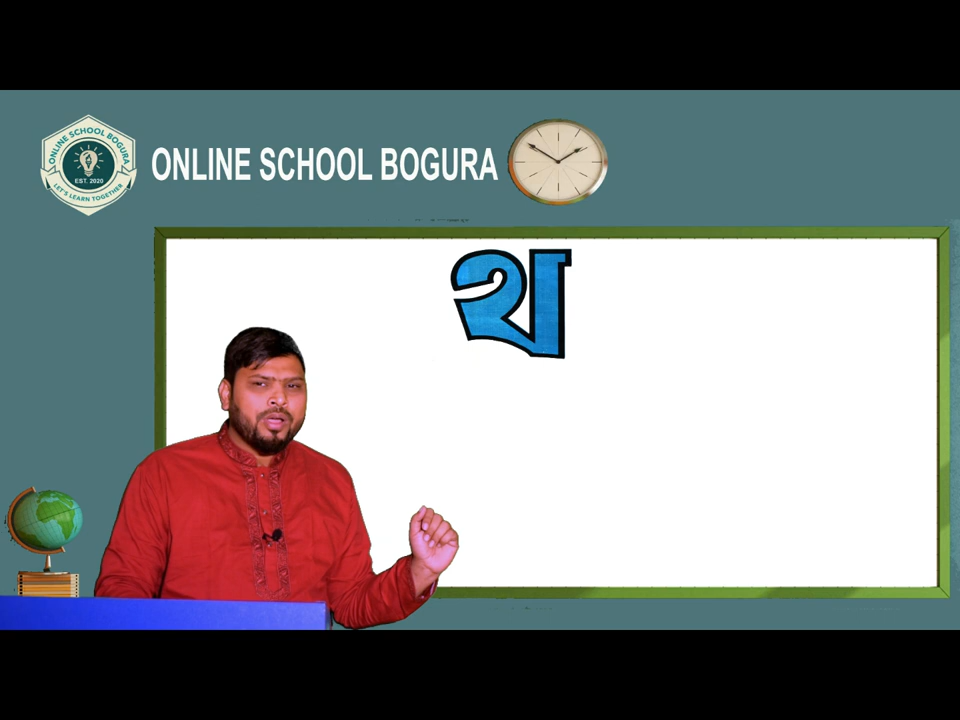 ONLINE SCHOOL BOGURA
EST. 2020
LET'S LEARN TOGETHER
ONLINE SCHOOL BOGURA
থ